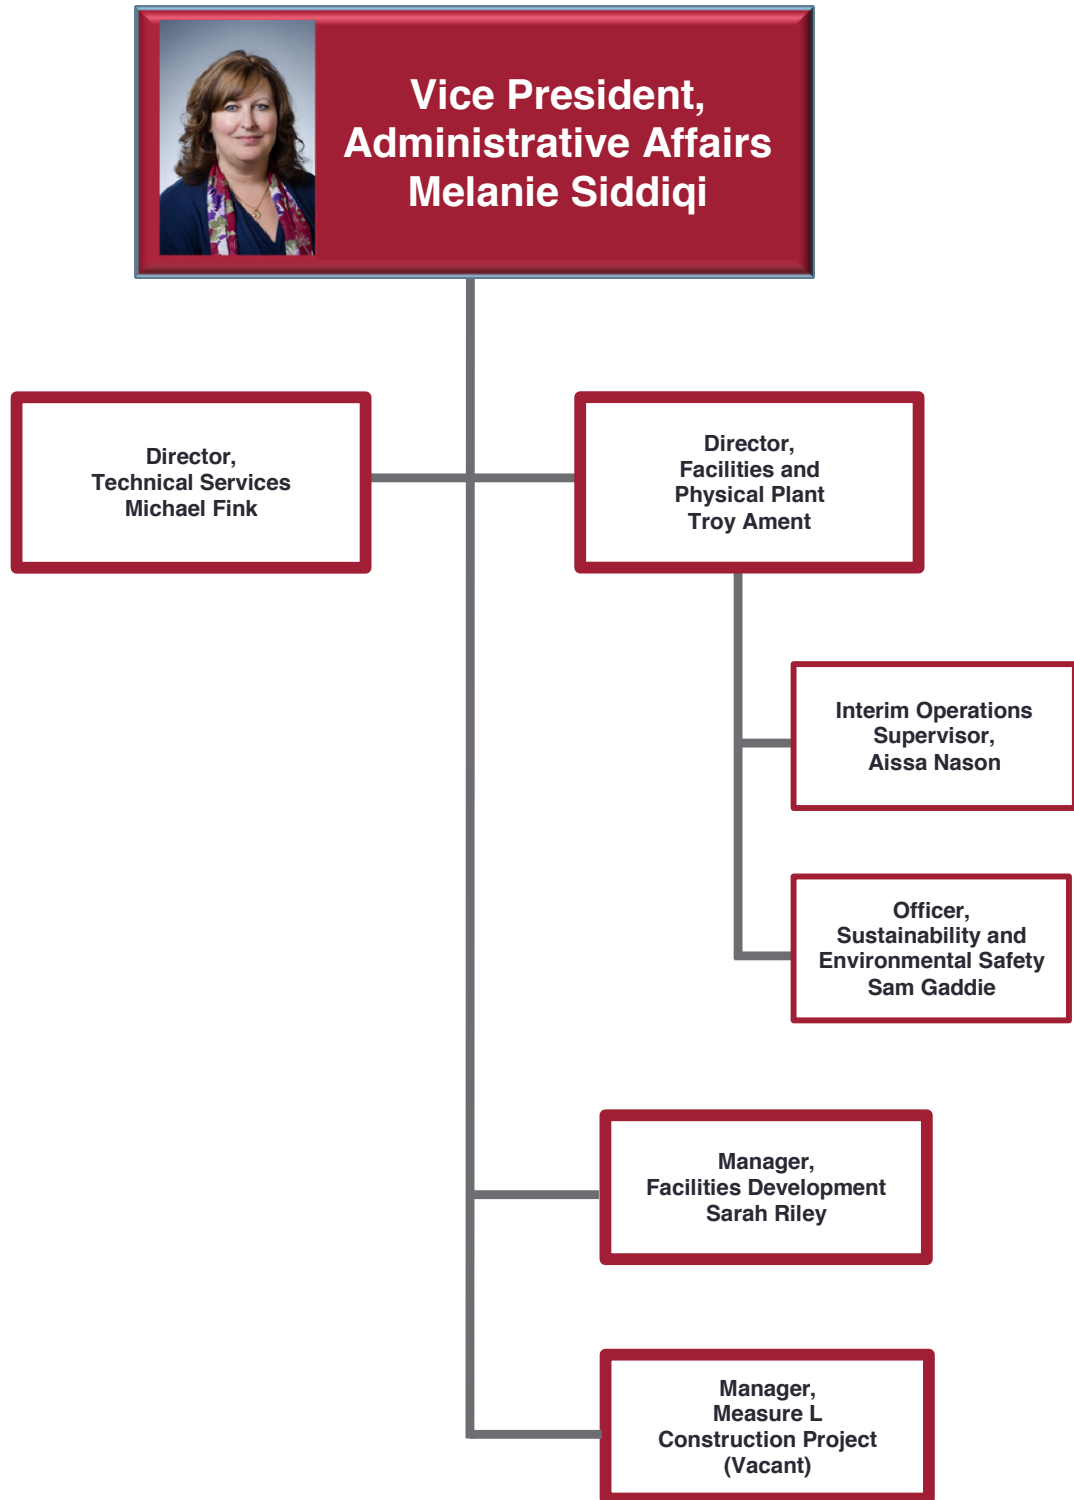 Vice President,
Administrative Affairs
Melanie Siddiqi
Director,
Technical Services
Michael Fink
Director,
Facilities and
Physical Plant
Troy Ament
Interim Operations
Supervisor,
Aissa Nason
Officer,
Sustainability and
Environmental Safety
Sam Gaddie
Manager,
Facilities Development
Sarah Riley
Manager,
Measure L
Construction Project
(Vacant)